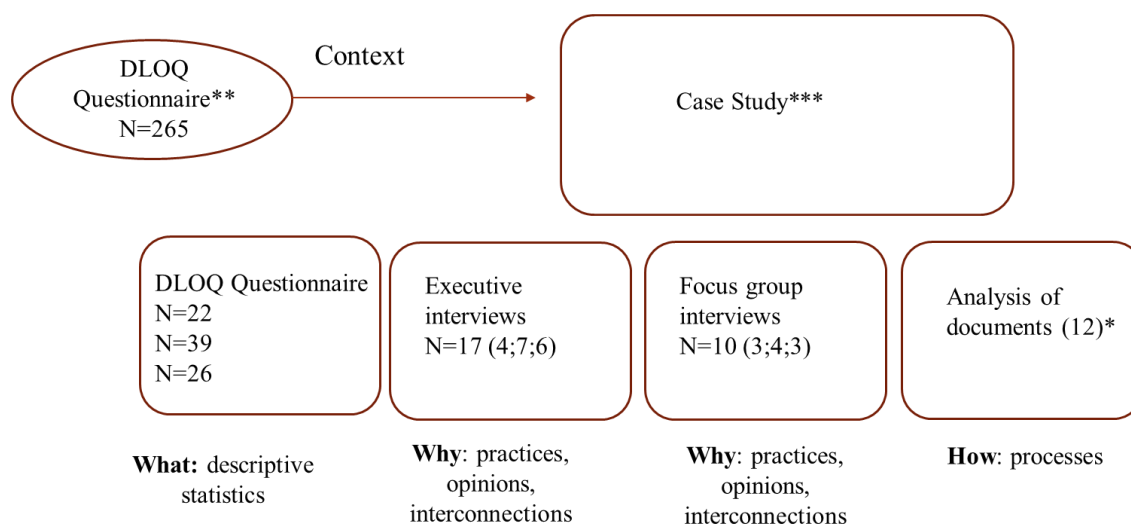 DLOQ
Questionnaire**
N=265
Context
Case Study***
DLOQ Questionnaire
N=22
N=39
N=26
Executive
interviews
N=17 (4;7;6)
Focus group
interviews
N=10 (3;4;3)
Analysis of
documents (12)*
What: descriptive
statistics
Why: practices,
opinions,
interconnections
Why: practices,
opinions,
interconnections
How: processes